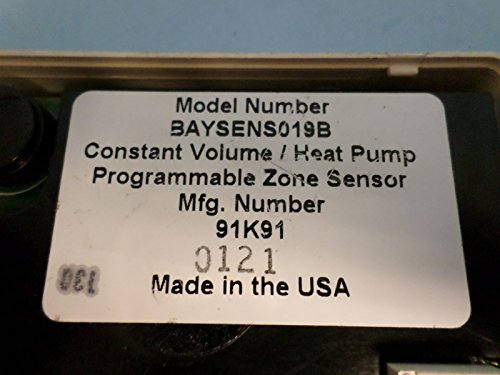 Model Number
BAYSENS019B
Constant Volume / Heat Pump
Programmable Zone Sensor
Mfg. Number
91K91
0121
Made in the USA